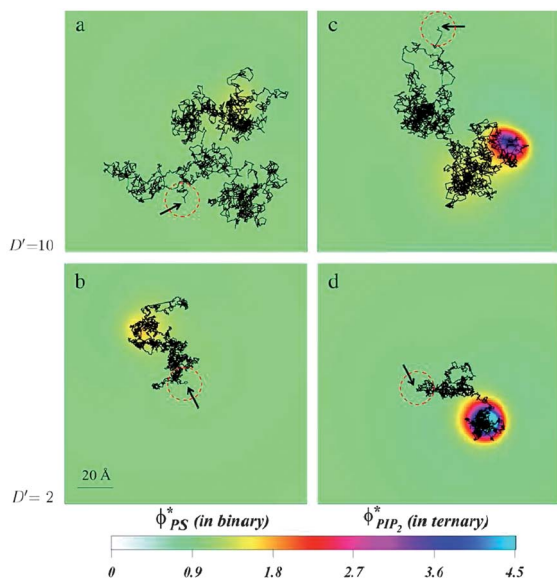 a
c
D'=10
b
d
20 Å
D'= 2
ϕ*PS (in binary)
ϕ*PIP2 (in ternary)
0 0.9 1.8 2.7 3.6 4.5